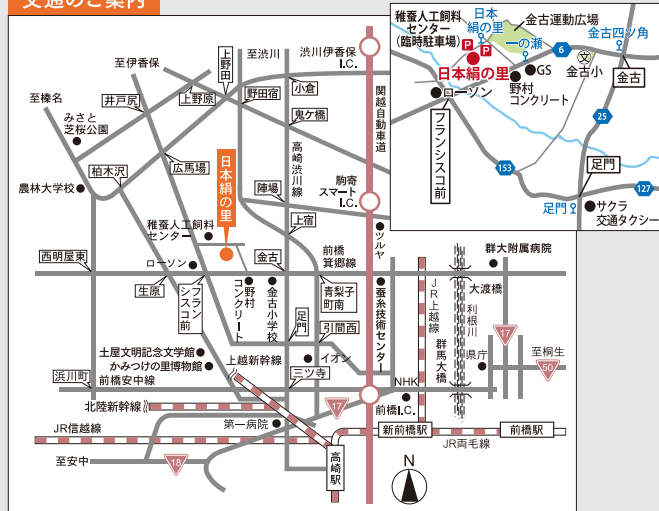 交通のご案内
至渋川
渋川伊香保
I.C.
至伊香保
上野田
小倉
至榛名
上野原
野田宿
井戸尻
鬼ケ橋
みさと
芝桜公園
関越自動車道
広馬場
高崎渋川線
柏木沢
日本絹の里
農林大学校
陣場
駒寄
スマート
I.C.
稚蚕人工飼料
センター
上宿
ツルヤ
西明屋東
ローソン
金古
前橋
箕郷線
群大附属病院
生原
フランシスコ前
野村
コンクリート
金古小学校
青梨子
町南
蚕糸技術センター
JR上越線
利根川
大渡橋
足門
引間西
群馬大橋
17
土屋文明記念文学館
かみつけの里博物館
上越新幹線
イオン
県庁
至桐生
50
浜川町
前橋安中線
三ツ寺
NHK
北陸新幹線
17
前橋I.C.
第一病院
JR信越線
新前橋駅
前橋駅
JR両毛線
至安中
18
高崎駅
N
稚蚕人工飼料
センター
(臨時駐車場)
日本
絹の里
金古運動広場
金古四ツ角
P
P
一の瀬
6
文
日本絹の里
GS
金古小
金古
野村
コンクリート
ローソン
25
フランシスコ前
足門
153
127
足門
サクラ
交通タクシー